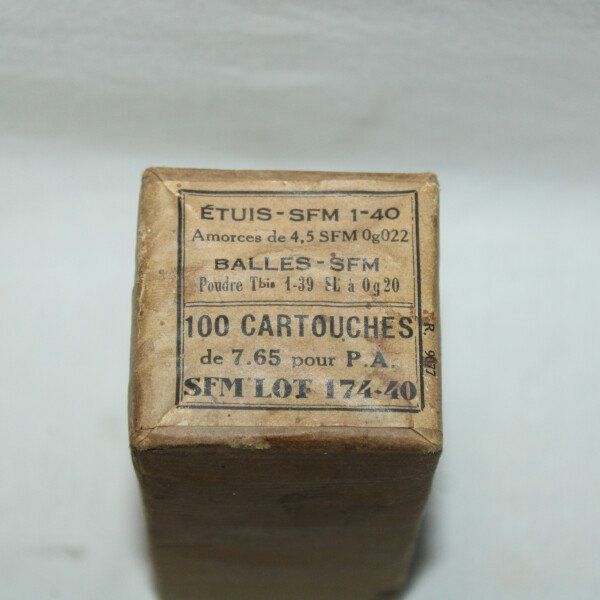 ÉTUIS-SFM 1-40
Amorces de 4,5 SFM 0g022
BALLES-SFM
Poudre Tbis 1-39 SL à 0g20
100 CARTOUCHES
de 7.65 pour P.A.
SFM LOT 174-40
R. 907